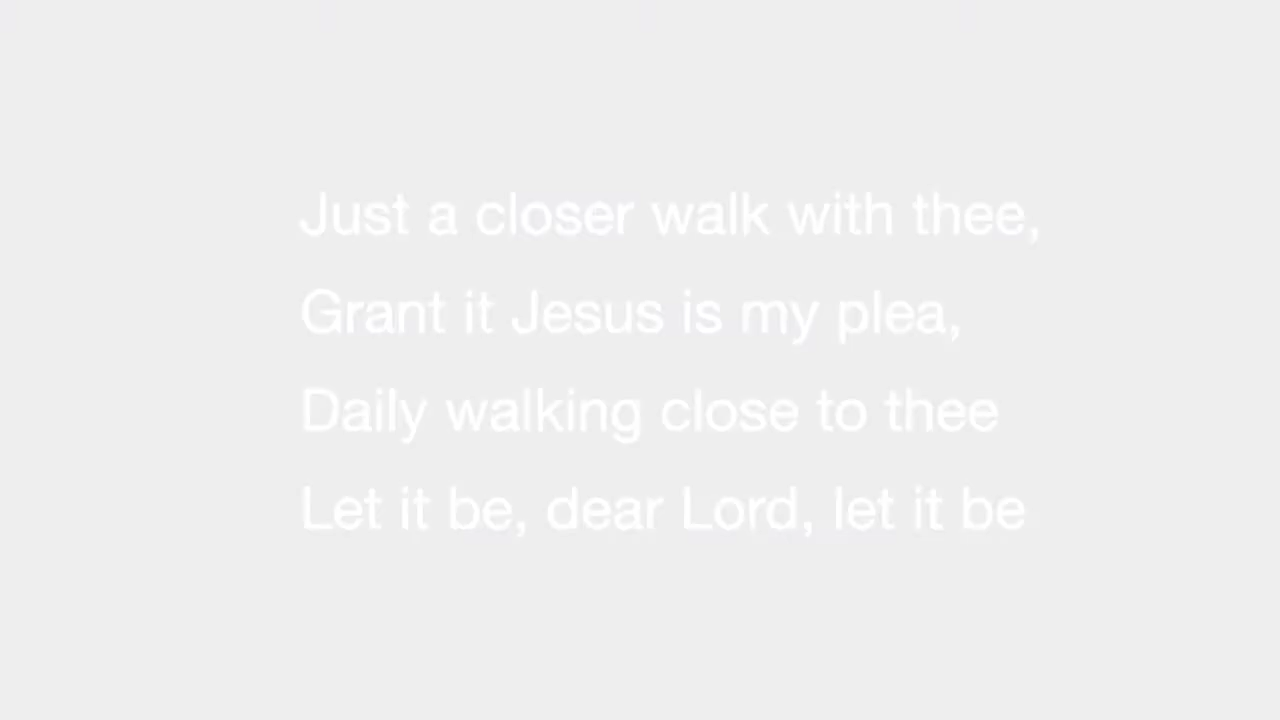 Just a closer walk with thee,
Grant it Jesus is my plea,
Daily walking close to thee
Let it be, dear Lord, let it be